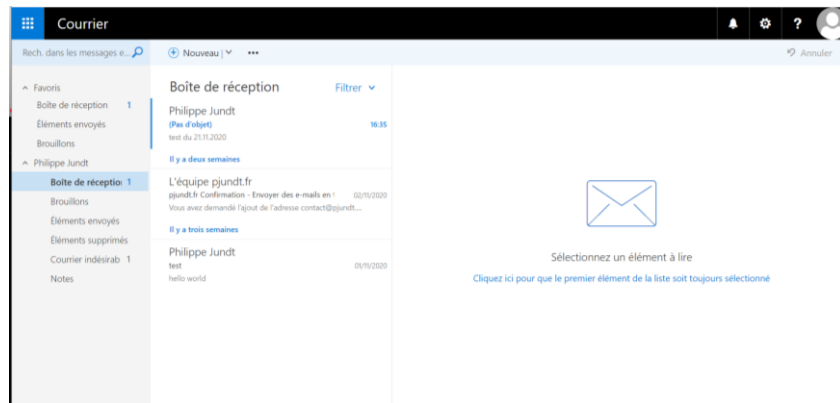 Courrier
?
Rech. dans les messages e...
Nouveau |
•••
Annuler
Favoris
Boîte de réception 1
Éléments envoyés
Brouillons
Philippe Jundt
Boîte de réceptio 1
Brouillons
Éléments envoyés
Éléments supprimés
Courrier indésirab 1
Notes
Boîte de réception
Filtrer
Philippe Jundt
(Pas d'objet) 16:35
test du 21.11.2020
Il y a deux semaines
L'équipe pjundt.fr
pjundt.fr Confirmation - Envoyer des e-mails en 02/11/2020
Vous avez demandé l'ajout de l'adresse contact@pjundt....
Il y a trois semaines
Philippe Jundt
test 01/11/2020
hello world
Sélectionnez un élément à lire
Cliquez ici pour que le premier élément de la liste soit toujours sélectionné